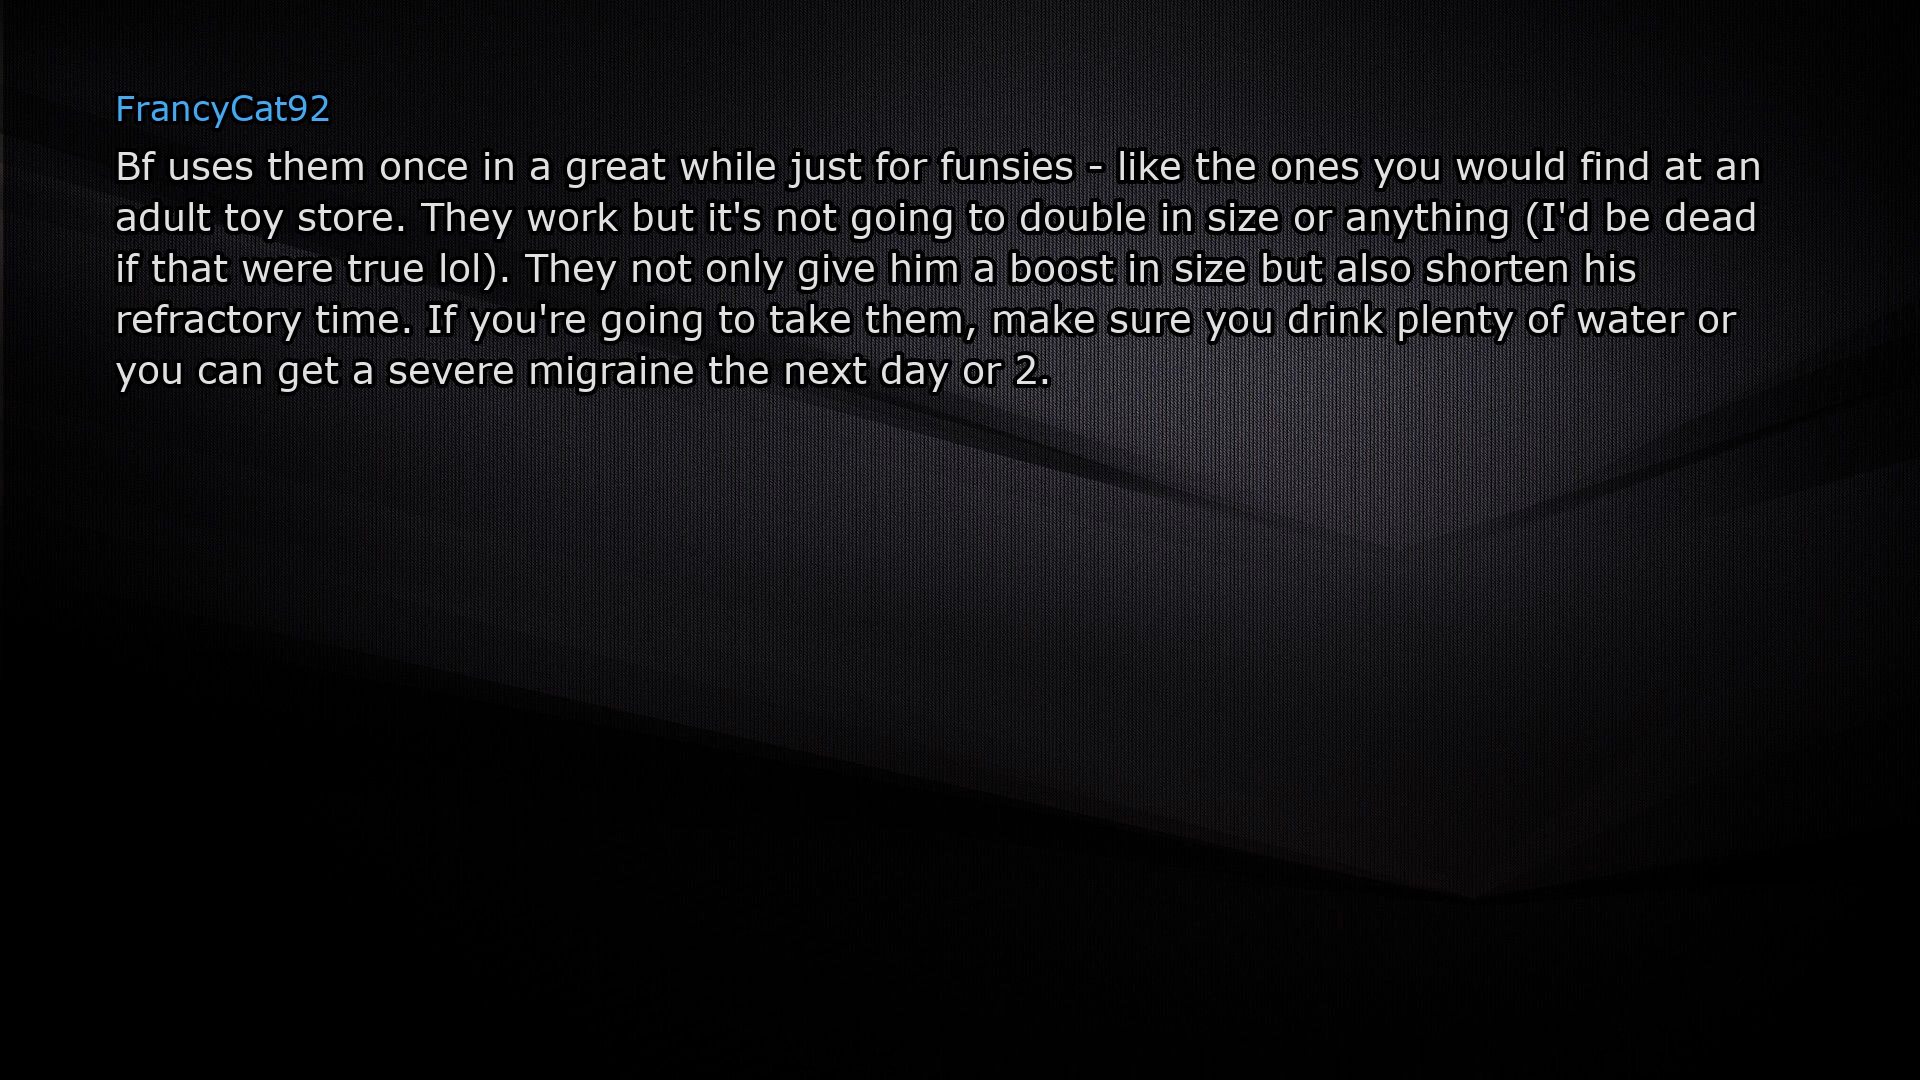 FrancyCat92
Bf uses them once in a great while just for funsies - like the ones you would find at an
adult toy store. They work but it's not going to double in size or anything (I'd be dead
if that were true lol). They not only give him a boost in size but also shorten his
refractory time. If you're going to take them, make sure you drink plenty of water or
you can get a severe migraine the next day or 2.